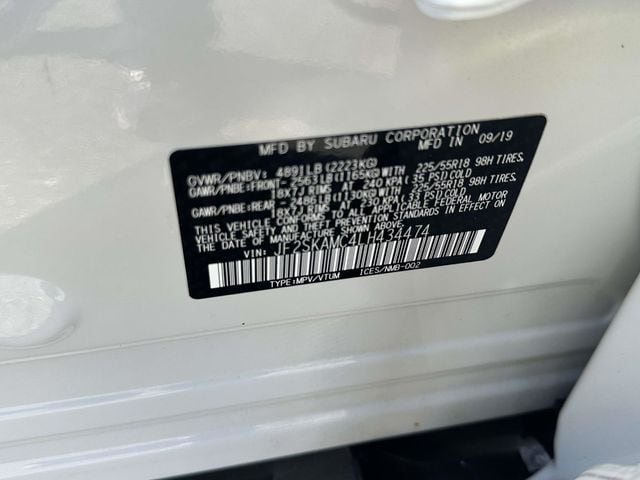 MFD BY SUBARU CORPORATION
MFD IN 09/19
GVWR/PNBV: 4891LB (2223KG)
GAWR/PNBE:FRONT- 2563LB(1165KG)WITH 225/55R18 98H TIRES,
18X7J RIMS AT 240 KPA (35 PSI) COLD
GAWR/PNBE:REAR - 2486LB(1130KG)WITH 225/55R18 98H TIRES,
18X7J RIMS AT 230 KPA (33 PSI) COLD
THIS VEHICLE CONFORMS TO ALL APPLICABLE FEDERAL MOTOR
VEHICLE SAFETY STANDARDS IN EFFECT ON
THE DATE OF MANUFACTURE SHOWN ABOVE.
VIN: JF2SKAMC4LH434474
TYPE:MPV/VTUM ICES/NMB-002